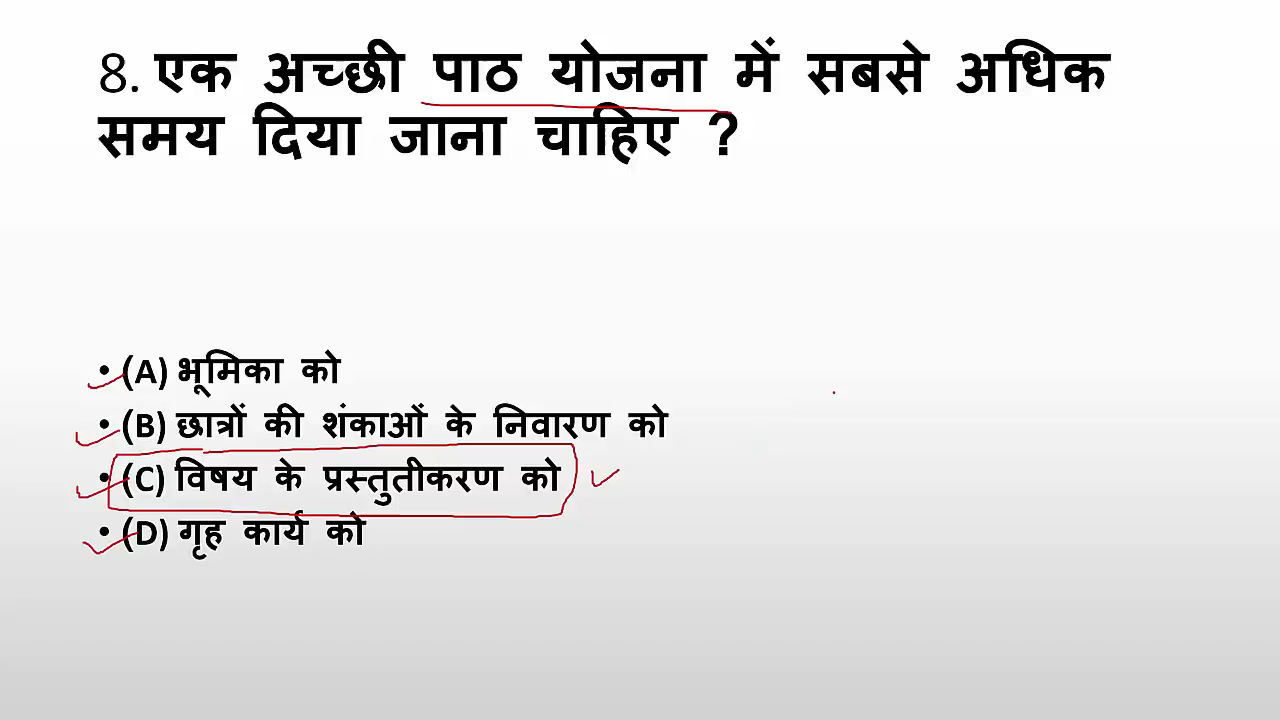 8. एक अच्छी पाठ योजना में सबसे अधिक
समय दिया जाना चाहिए ?
• (A) भूमिका को
• (B) छात्रों की शंकाओं के निवारण को
• (C) विषय के प्रस्तुतीकरण को
• (D) गृह कार्य को